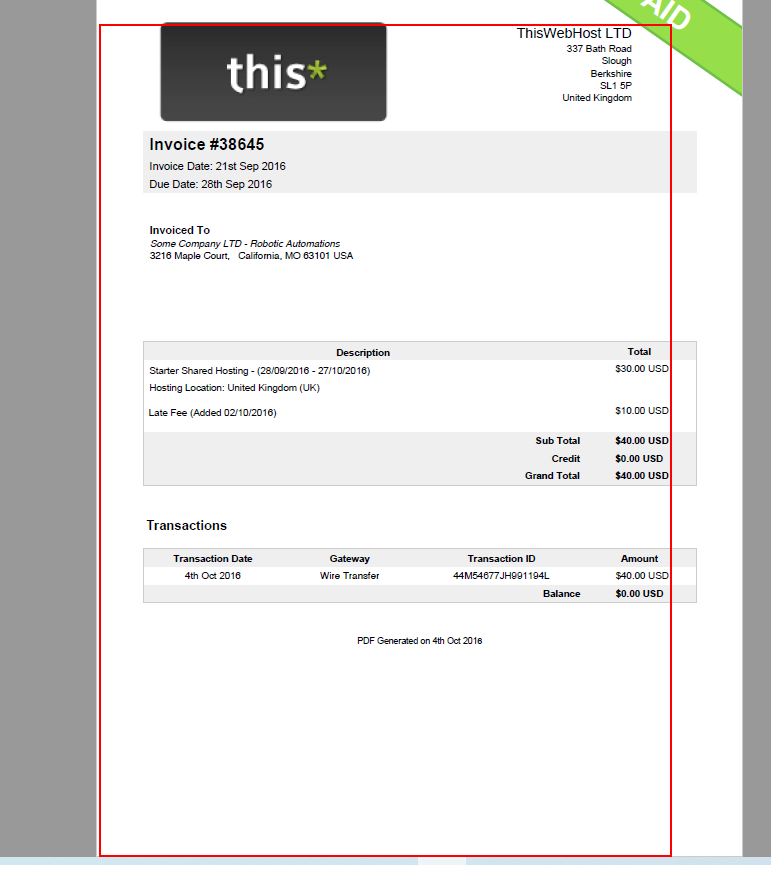 AID
this*
ThisWebHost LTD
337 Bath Road
Slough
Berkshire
SL1 5P
United Kingdom
Invoice #38645
Invoice Date: 21st Sep 2016
Due Date: 28th Sep 2016
Invoiced To
Some Company LTD - Robotic Automations
3216 Maple Court,   California, MO 63101 USA
Description Total
Starter Shared Hosting - (28/09/2016 - 27/10/2016) $30.00 USD
Hosting Location: United Kingdom (UK)
Late Fee (Added 02/10/2016) $10.00 USD
Sub Total $40.00 USD
Credit $0.00 USD
Grand Total $40.00 USD
Transactions
Transaction Date Gateway Transaction ID Amount
4th Oct 2016 Wire Transfer 44M54677JH991194L $40.00 USD
Balance $0.00 USD
PDF Generated on 4th Oct 2016